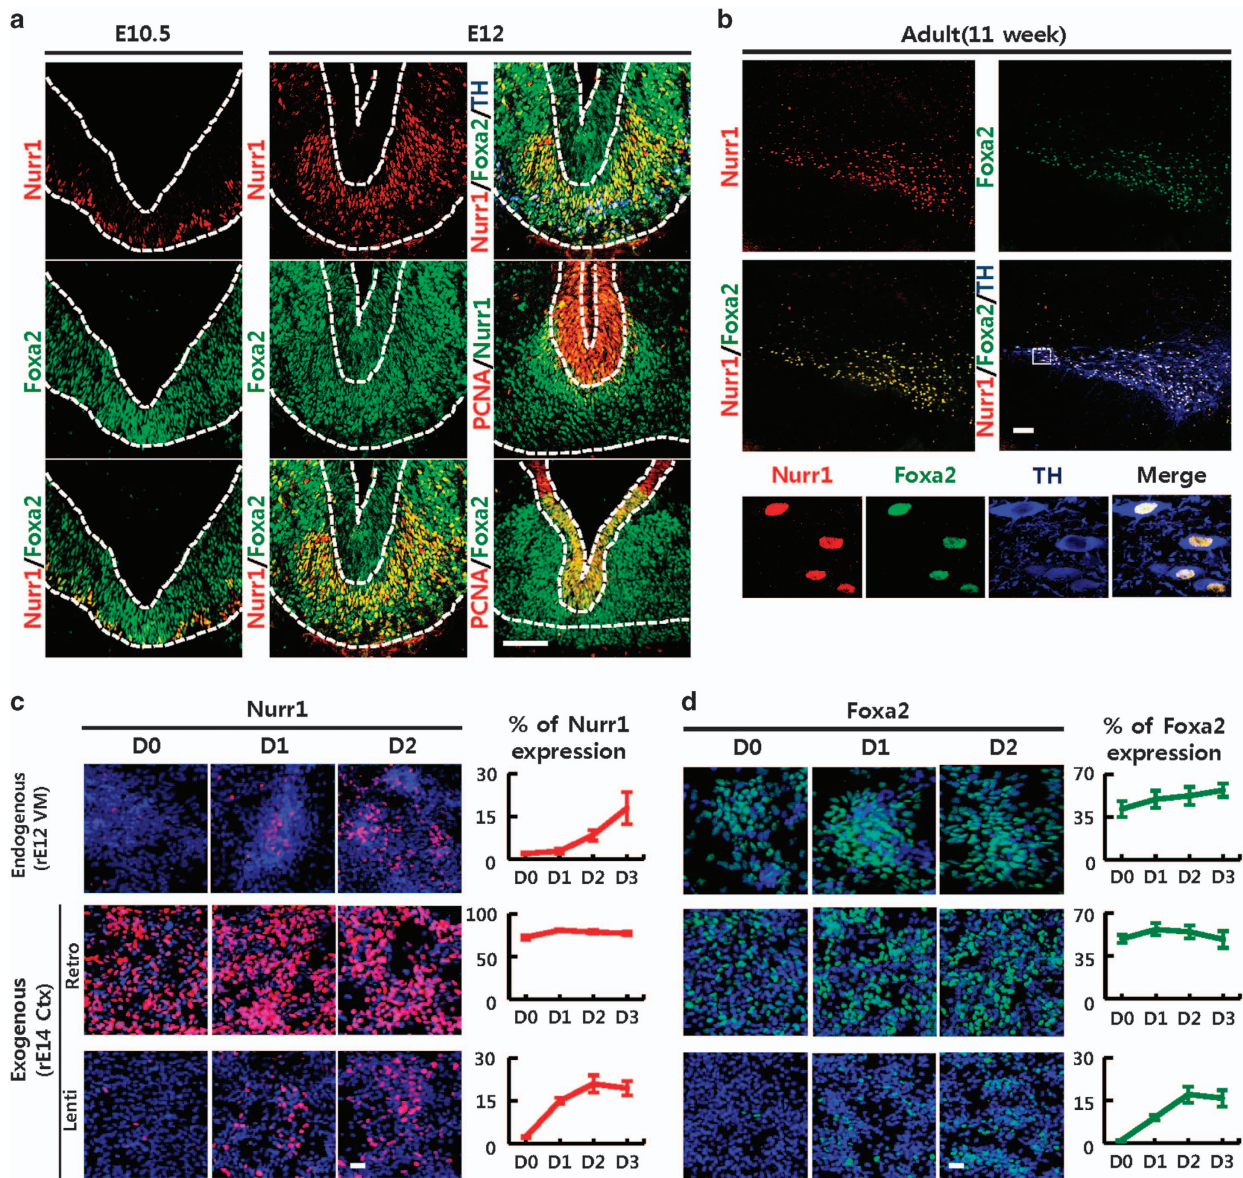 a
E10.5
E12
Nurr1
Nurr1
Nurr1/Foxa2/TH
Foxa2
Foxa2
PCNA/Nurr1
Nurr1/Foxa2
Nurr1/Foxa2
PCNA/Foxa2
b
Adult(11 week)
Nurr1
Foxa2
Nurr1/Foxa2
Nurr1/Foxa2/TH
Nurr1 Foxa2 TH Merge
c
Nurr1
D0 D1 D2
% of Nurr1
expression
Endogenous
(rE12 VM)
30
15
0
D0 D1 D2 D3
Exogenous
(rE14 Ctx)
Retro
100
50
0
D0 D1 D2 D3
Lenti
30
15
0
D0 D1 D2 D3
d
Foxa2
D0 D1 D2
% of Foxa2
expression
70
35
0
D0 D1 D2 D3
70
35
0
D0 D1 D2 D3
30
15
0
D0 D1 D2 D3